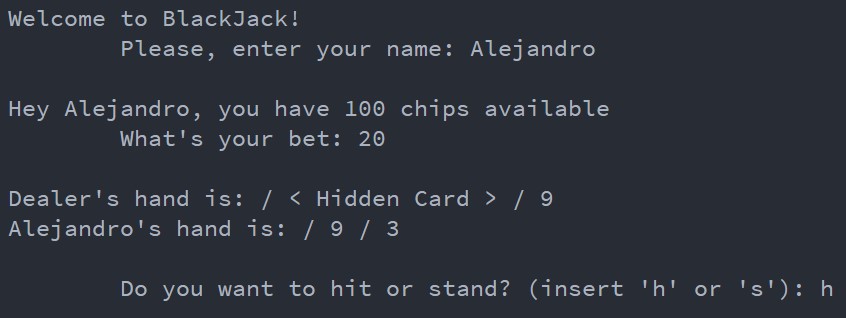 Welcome to BlackJack!
Please, enter your name: Alejandro
Hey Alejandro, you have 100 chips available
What's your bet: 20
Dealer's hand is: / < Hidden Card > / 9
Alejandro's hand is: / 9 / 3
Do you want to hit or stand? (insert 'h' or 's'): h